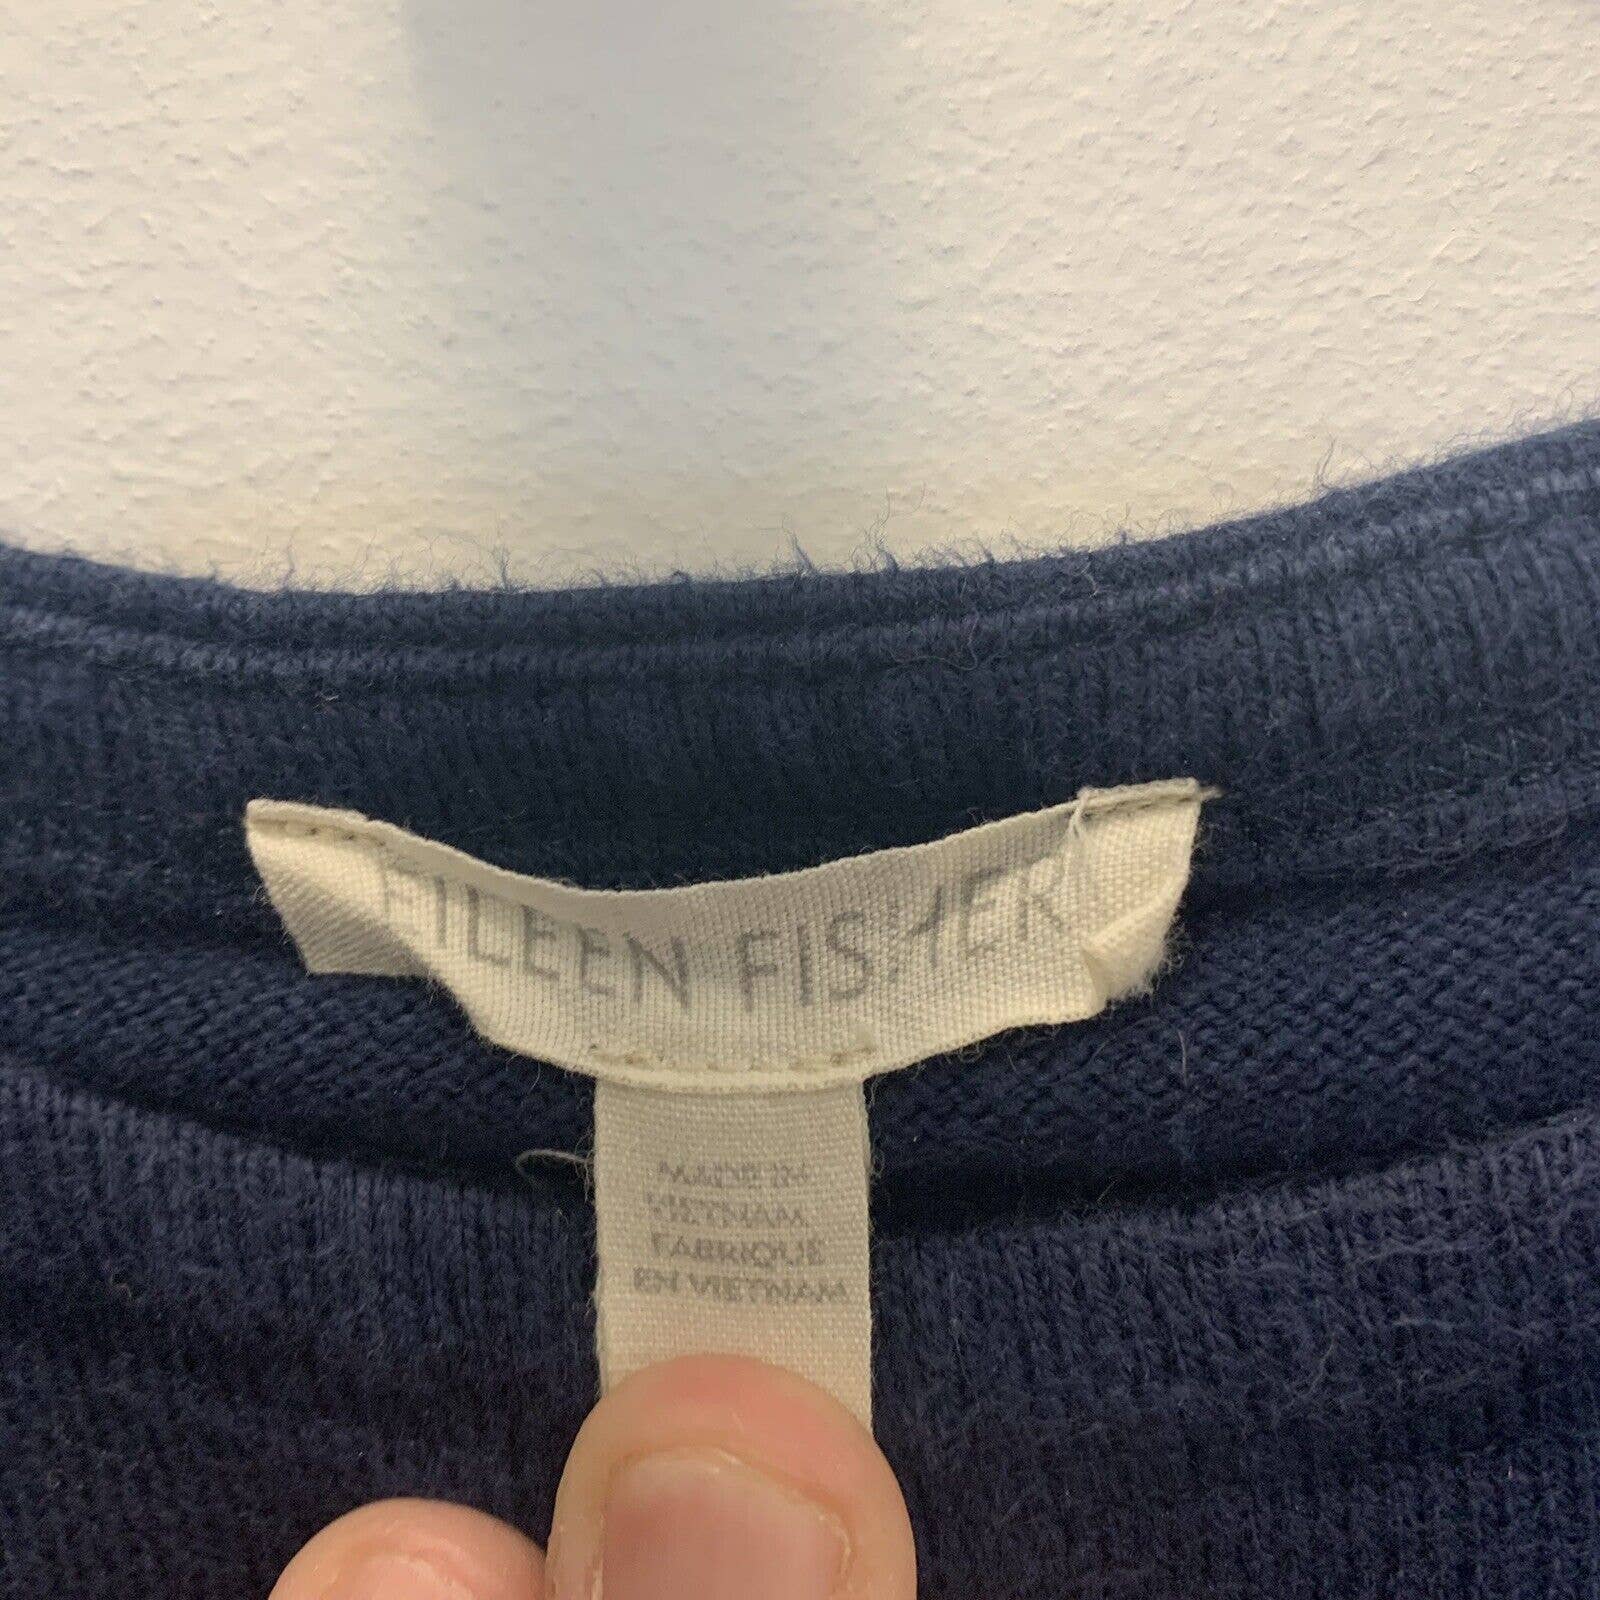 EILEEN FISHER
MADE IN
VIETNAM
FABRIQUÉ
EN VIETNAM